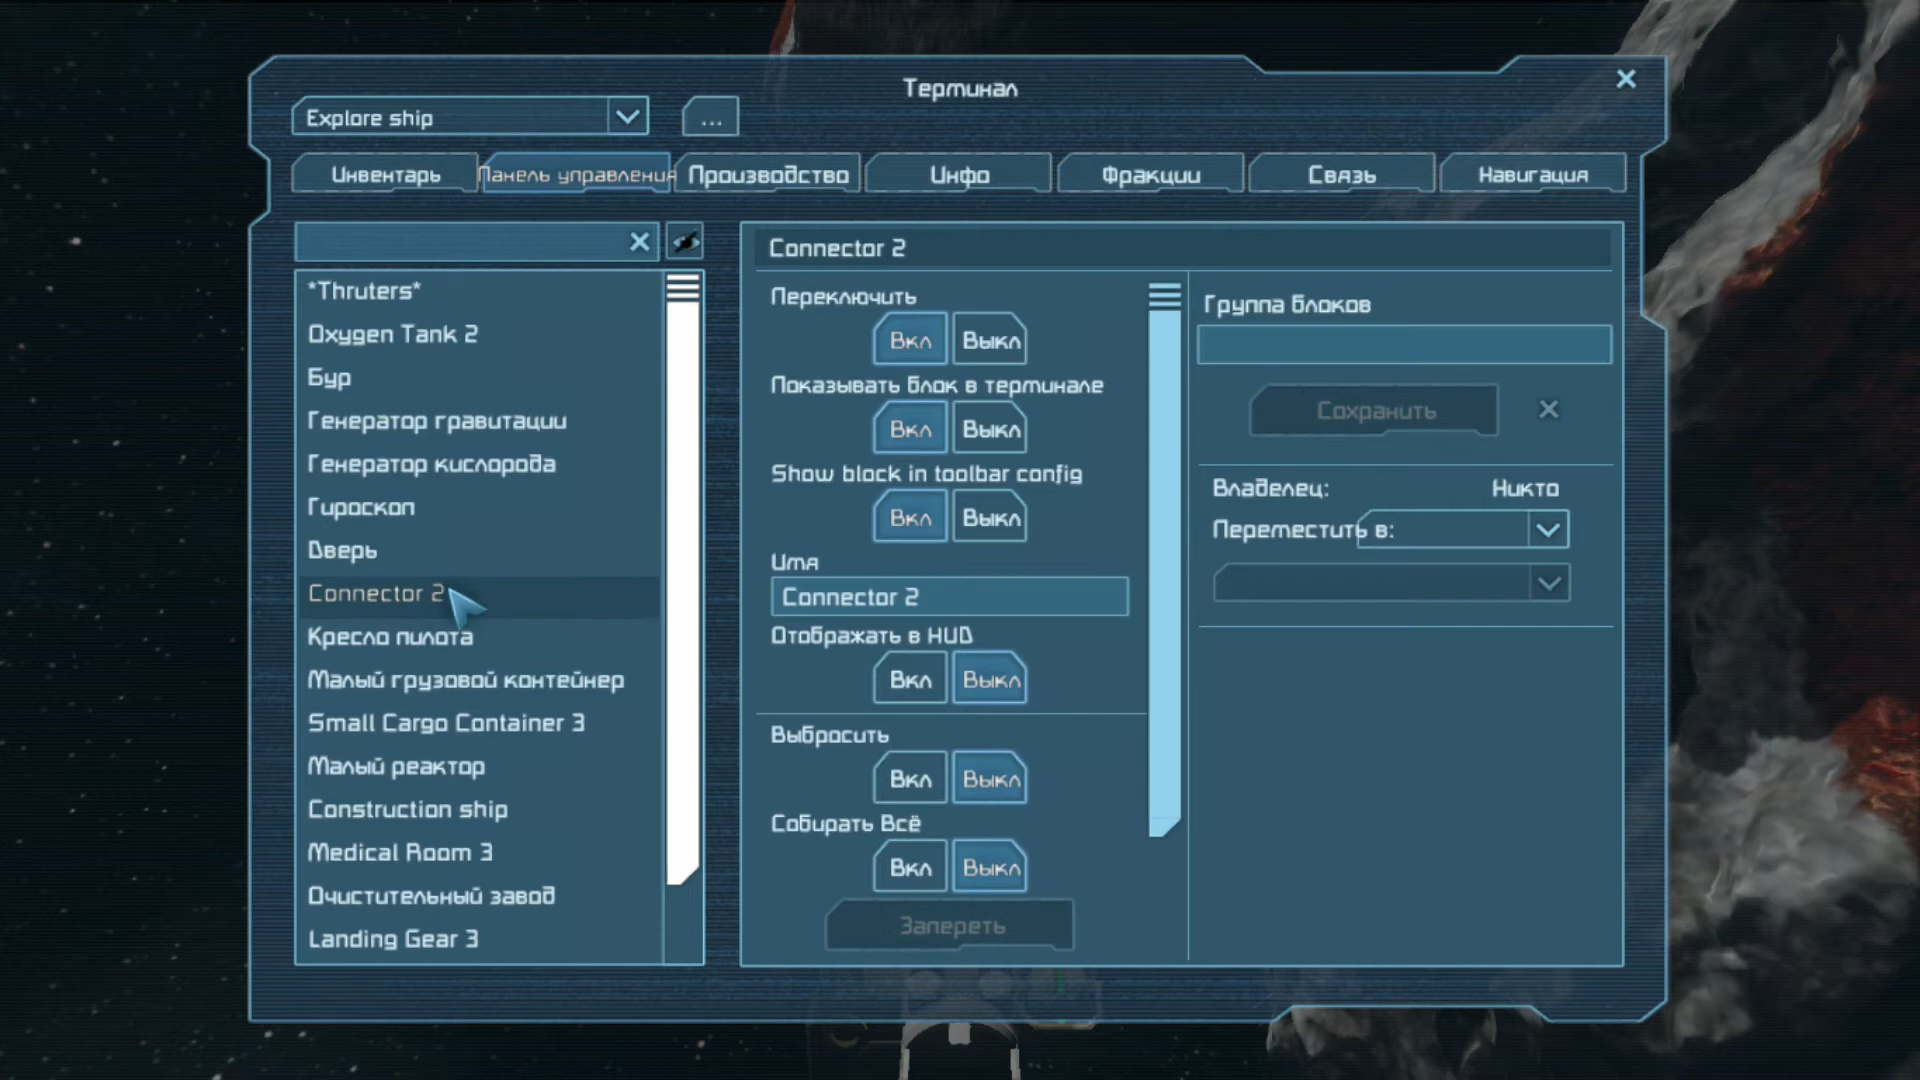 Терминал
Explore ship
...
Инвентарь
Панель управления
Производство
Инфо
Фракции
Связь
Навигация
*Thruters*
Oxygen Tank 2
Бур
Генератор гравитации
Генератор кислорода
Гироскоп
Дверь
Connector 2
Кресло пилота
Малый грузовой контейнер
Small Cargo Container 3
Малый реактор
Construction ship
Medical Room 3
Очистительный завод
Landing Gear 3
Connector 2
Переключить
Вкл Выкл
Показывать блок в терминале
Вкл Выкл
Show block in toolbar config
Вкл Выкл
Имя
Connector 2
Отображать в HUD
Вкл Выкл
Выбросить
Вкл Выкл
Собирать Всё
Вкл Выкл
Запереть
Группа блоков
Сохранить
Владелец: Никто
Переместить в: